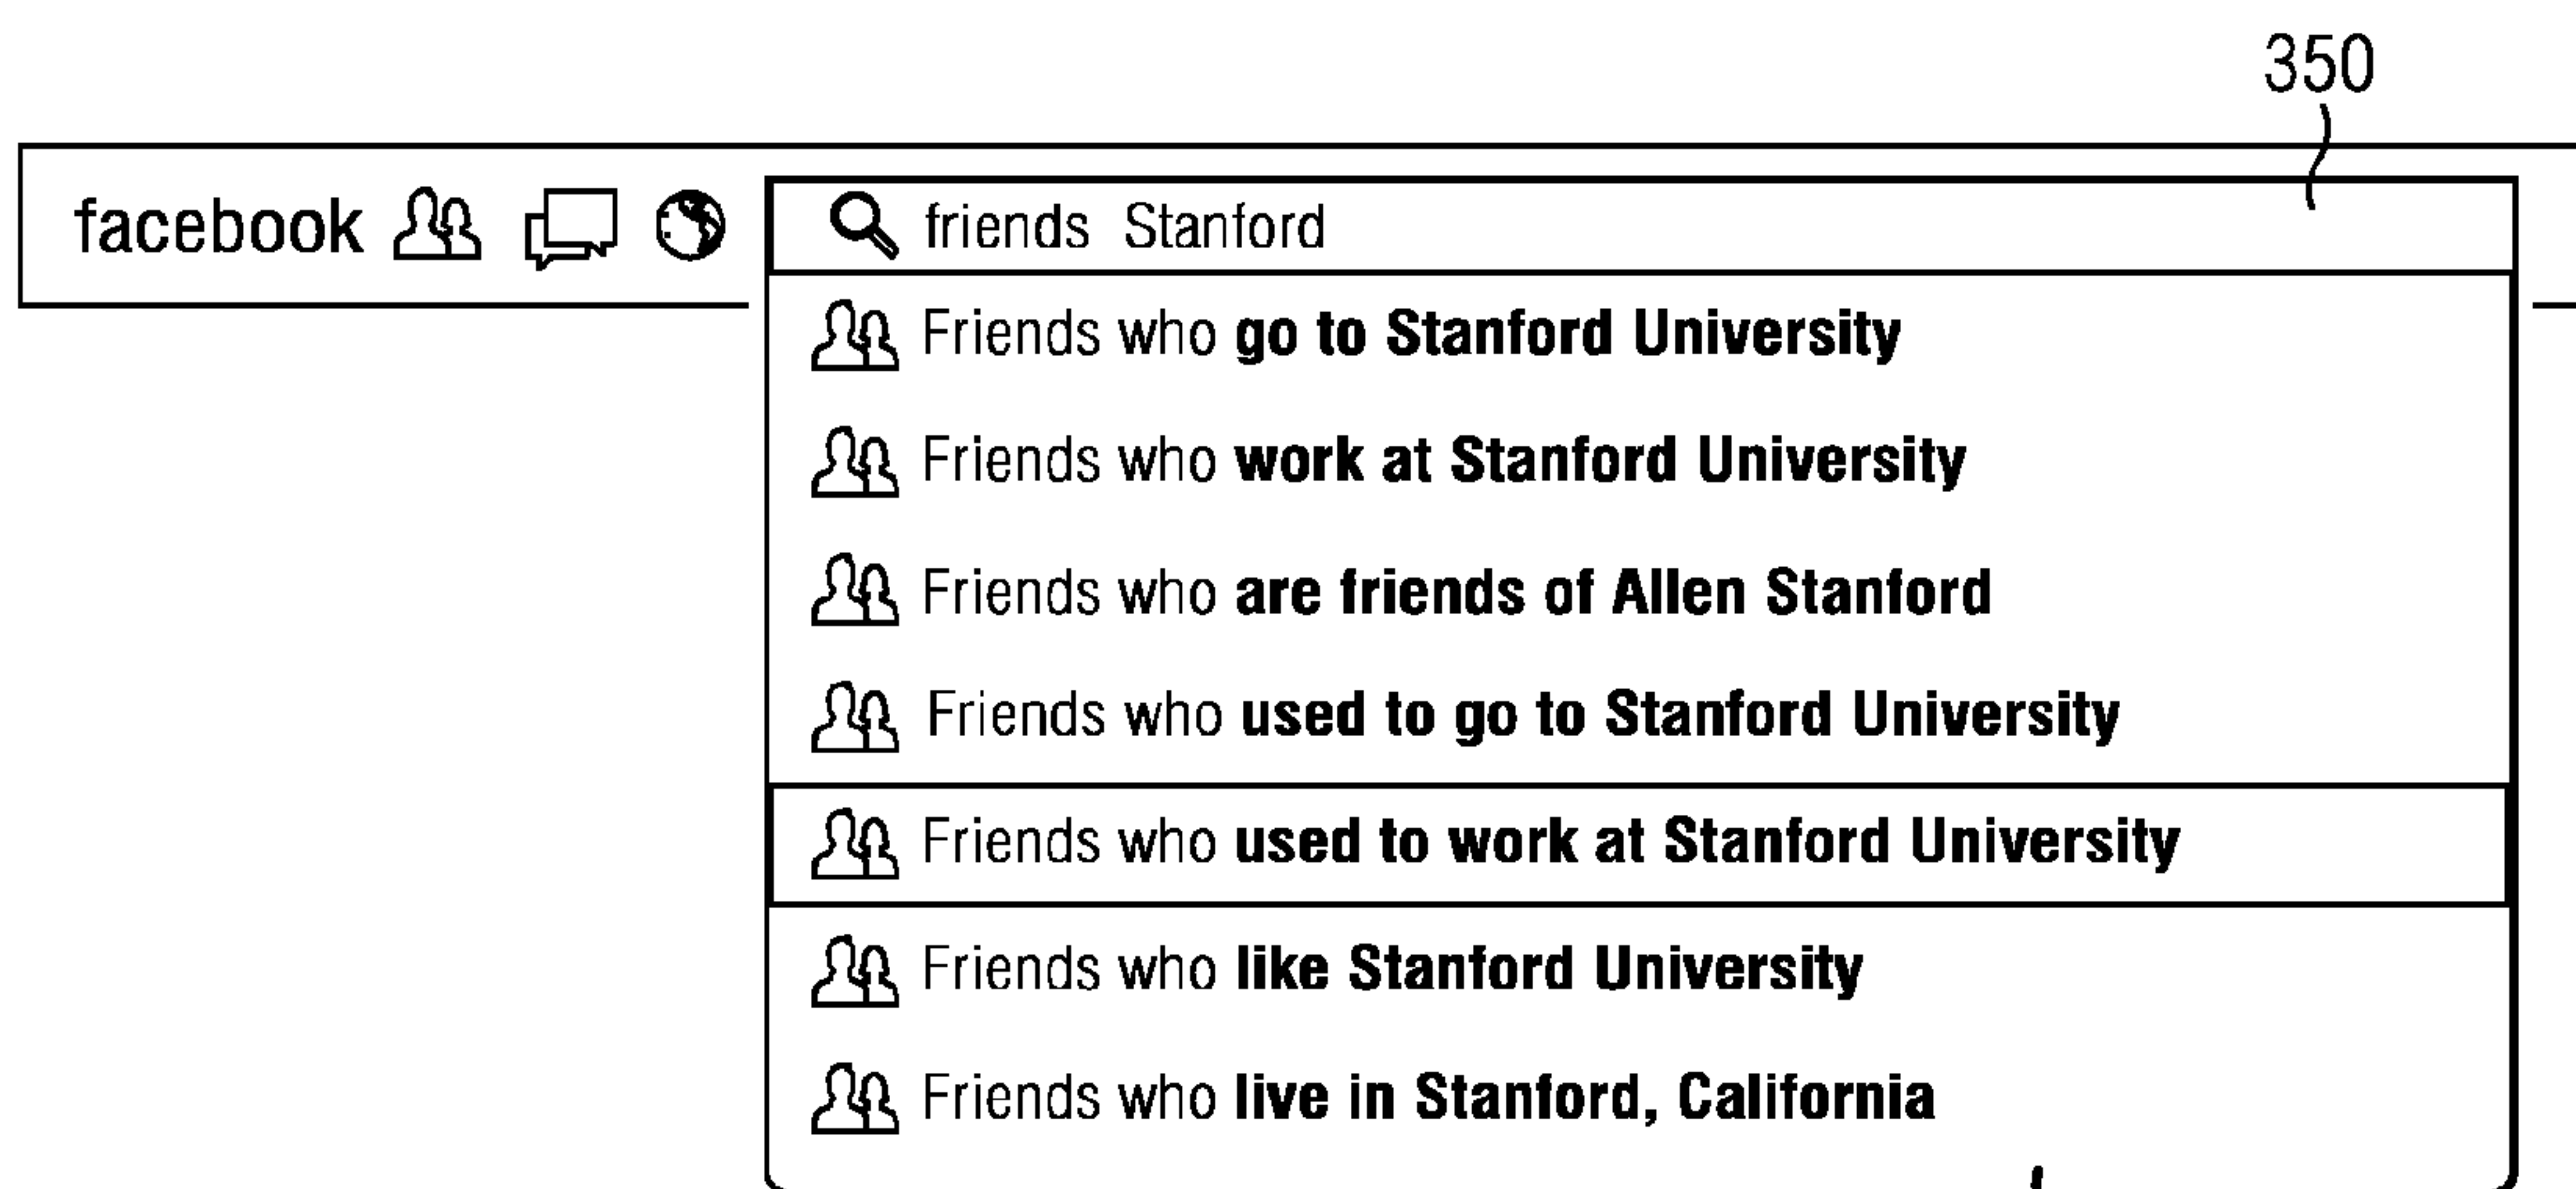 350
facebook
friends Stanford
Friends who go to Stanford University
Friends who work at Stanford University
Friends who are friends of Allen Stanford
Friends who used to go to Stanford University
Friends who used to work at Stanford University
Friends who like Stanford University
Friends who live in Stanford, California